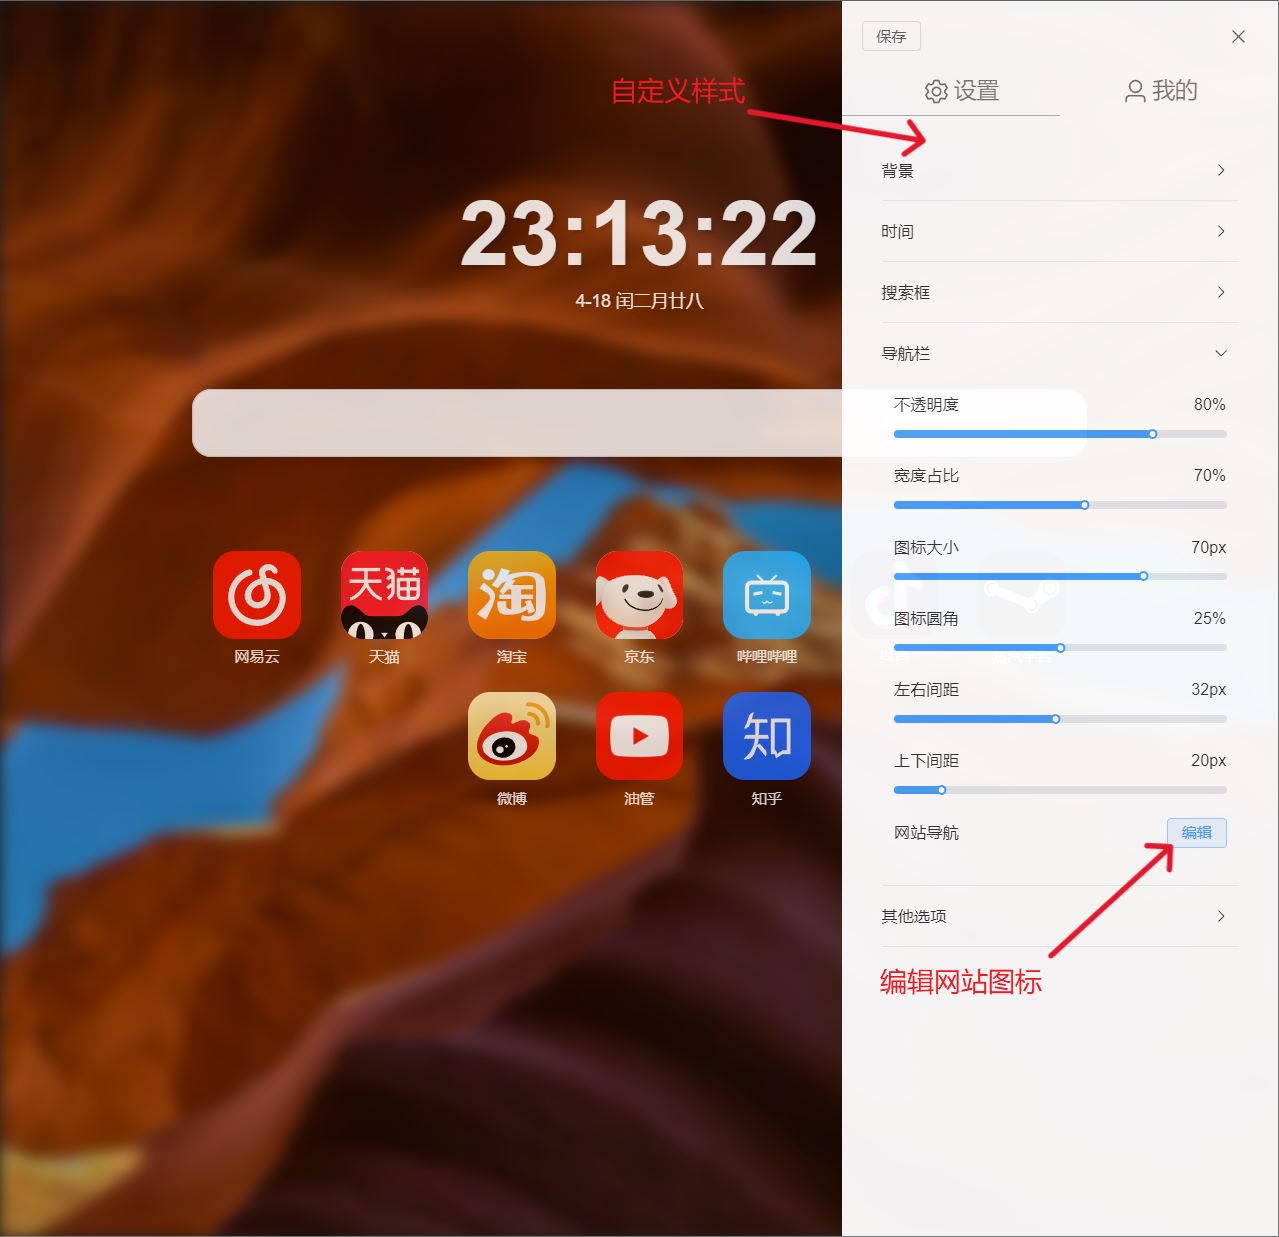 保存
自定义样式
设置
我的
背景
23:13:22
时间
4-18 闰二月廿八
搜索框
导航栏
不透明度 80%
宽度占比 70%
图标大小 70px
图标圆角 25%
左右间距 32px
上下间距 20px
网站导航 编辑
其他选项
编辑网站图标
天猫
淘
网易云
天猫
淘宝
京东
哔哩哔哩
知
微博
油管
知乎